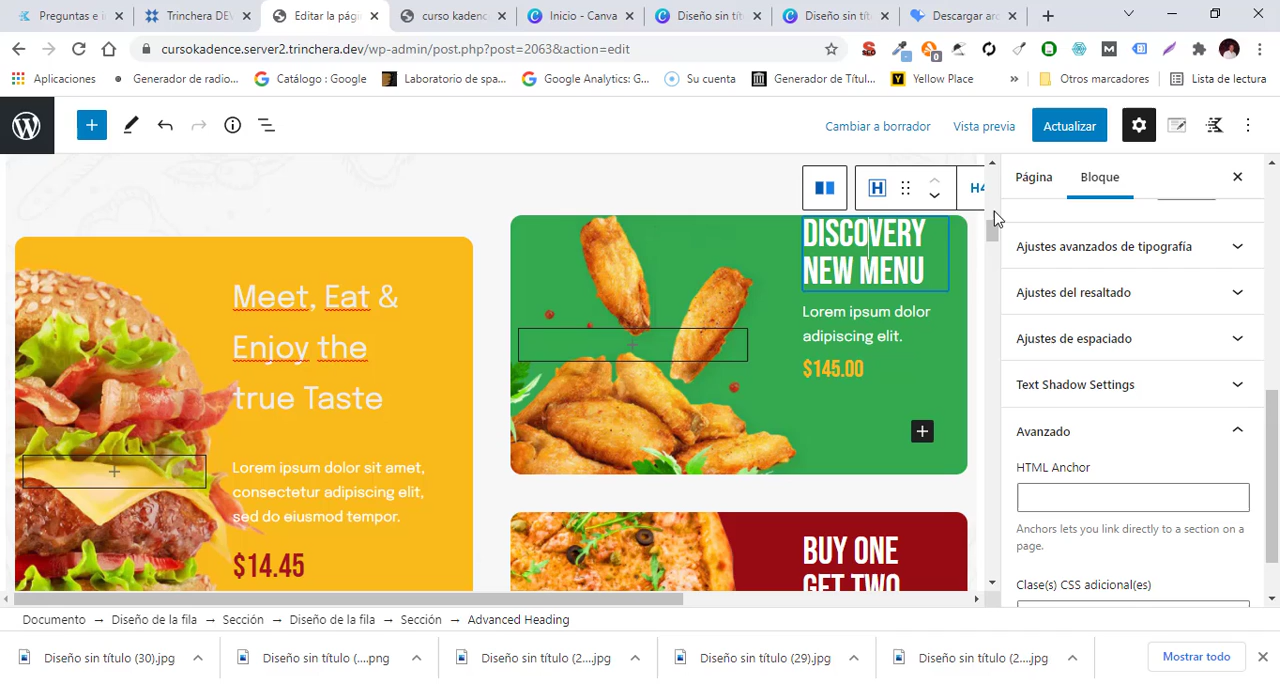 Preguntas e i
Trinchera DE\
Editar la pági
curso kadenc
Inicio - Canva
Diseño sin tí
Diseño sin tí
Descargar arc
cursokadence.server2.trinchera.dev/wp-admin/post.php?post=2063&action=edit
Aplicaciones
Generador de radio...
Catálogo : Google
Laboratorio de spa...
Google Analytics: G...
Su cuenta
Generador de Títul...
Yellow Place
»
Otros marcadores
Lista de lectura
Cambiar a borrador
Vista previa
Actualizar
H
H4
Página
Bloque
Meet, Eat &
Enjoy the
true Taste
Lorem ipsum dolor sit amet,
consectetur adipiscing elit,
sed do eiusmod tempor.
$14.45
DISCOVERY
NEW MENU
Lorem ipsum dolor
adipiscing elit.
$145.00
BUY ONE
GET TWO
Ajustes avanzados de tipografía
Ajustes del resaltado
Ajustes de espaciado
Text Shadow Settings
Avanzado
HTML Anchor
Anchors lets you link directly to a section on a
page.
Clase(s) CSS adicional(es)
Documento → Diseño de la fila → Sección → Diseño de la fila → Sección → Advanced Heading
Diseño sin título (30).jpg
Diseño sin título (....png
Diseño sin título (2....jpg
Diseño sin título (29).jpg
Diseño sin título (2....jpg
Mostrar todo